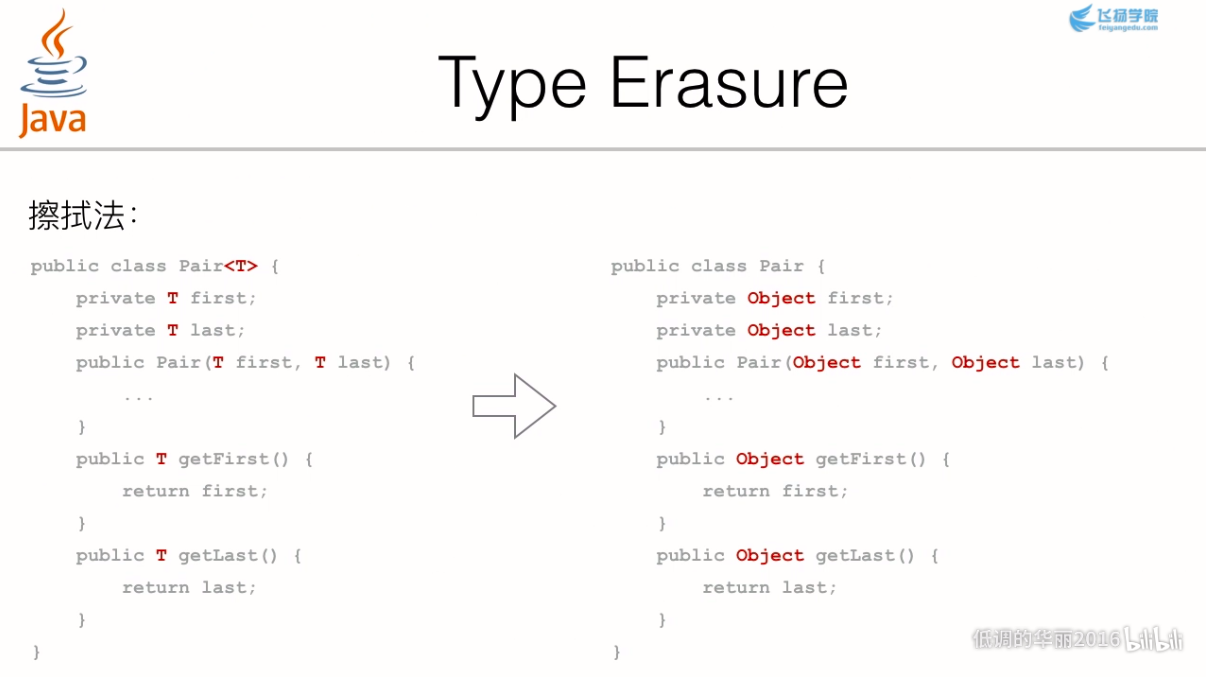 Java
飞扬学院
feiyangedu.com
Type Erasure
擦拭法:
public class Pair<T> {
    private T first;
    private T last;
    public Pair(T first, T last) {
        ...
    }
    public T getFirst() {
        return first;
    }
    public T getLast() {
        return last;
    }
}
public class Pair {
    private Object first;
    private Object last;
    public Pair(Object first, Object last) {
        ...
    }
    public Object getFirst() {
        return first;
    }
    public Object getLast() {
        return last;
    }
}
低调的华丽2016 bilibili